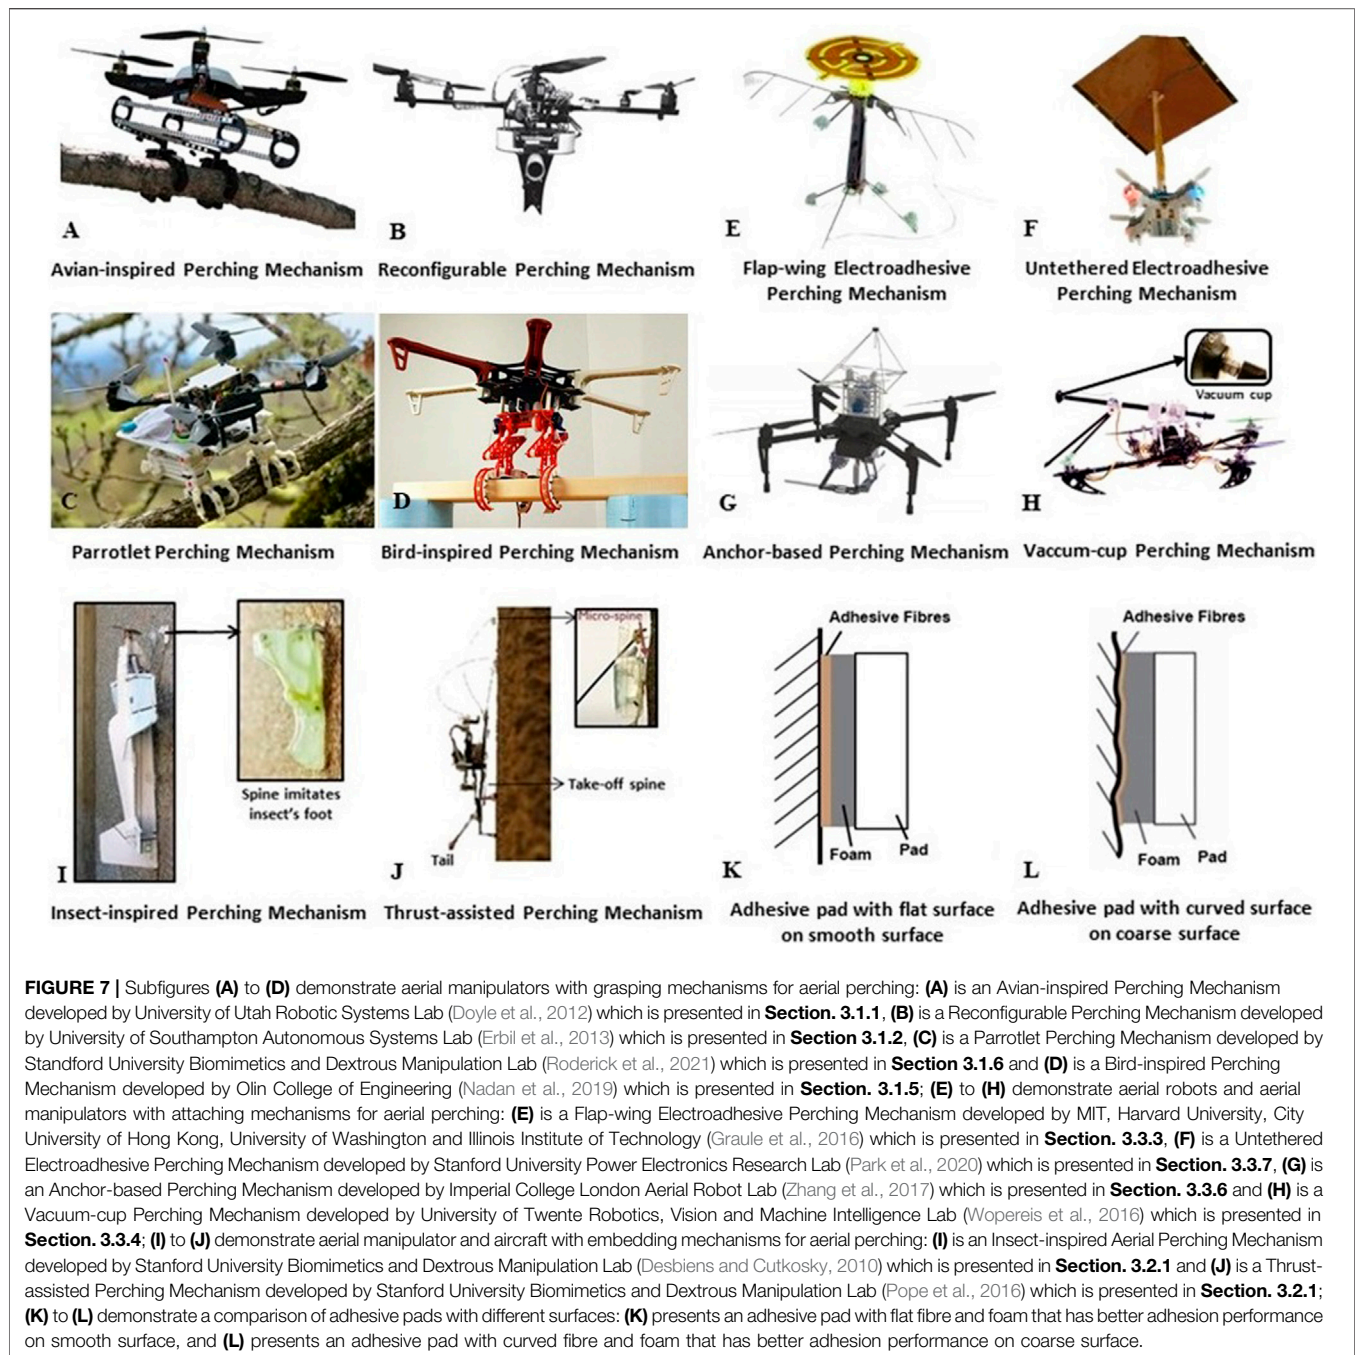 A
B
E
F
Avian-inspired Perching Mechanism
Reconfigurable Perching Mechanism
Flap-wing Electroadhesive
Perching Mechanism
Untethered Electroadhesive
Perching Mechanism
Vacuum cup
C
D
G
H
Parrotlet Perching Mechanism
Bird-inspired Perching Mechanism
Anchor-based Perching Mechanism
Vaccum-cup Perching Mechanism
Micro-spine
Adhesive Fibres
Adhesive Fibres
Spine imitates
insect's foot
Take-off spine
Tail
Foam
Pad
Foam
Pad
I
J
K
L
Insect-inspired Perching Mechanism
Thrust-assisted Perching Mechanism
Adhesive pad with flat surface
on smooth surface
Adhesive pad with curved surface
on coarse surface
FIGURE 7 | Subfigures (A) to (D) demonstrate aerial manipulators with grasping mechanisms for aerial perching: (A) is an Avian-inspired Perching Mechanism
developed by University of Utah Robotic Systems Lab (Doyle et al., 2012) which is presented in Section. 3.1.1, (B) is a Reconfigurable Perching Mechanism developed
by University of Southampton Autonomous Systems Lab (Erbil et al., 2013) which is presented in Section 3.1.2, (C) is a Parrotlet Perching Mechanism developed by
Standford University Biomimetics and Dextrous Manipulation Lab (Roderick et al., 2021) which is presented in Section 3.1.6 and (D) is a Bird-inspired Perching
Mechanism developed by Olin College of Engineering (Nadan et al., 2019) which is presented in Section. 3.1.5; (E) to (H) demonstrate aerial robots and aerial
manipulators with attaching mechanisms for aerial perching: (E) is a Flap-wing Electroadhesive Perching Mechanism developed by MIT, Harvard University, City
University of Hong Kong, University of Washington and Illinois Institute of Technology (Graule et al., 2016) which is presented in Section. 3.3.3, (F) is a Untethered
Electroadhesive Perching Mechanism developed by Stanford University Power Electronics Research Lab (Park et al., 2020) which is presented in Section. 3.3.7, (G) is
an Anchor-based Perching Mechanism developed by Imperial College London Aerial Robot Lab (Zhang et al., 2017) which is presented in Section. 3.3.6 and (H) is a
Vacuum-cup Perching Mechanism developed by University of Twente Robotics, Vision and Machine Intelligence Lab (Wopereis et al., 2016) which is presented in
Section. 3.3.4; (I) to (J) demonstrate aerial manipulator and aircraft with embedding mechanisms for aerial perching: (I) is an Insect-inspired Aerial Perching Mechanism
developed by Stanford University Biomimetics and Dextrous Manipulation Lab (Desbiens and Cutkosky, 2010) which is presented in Section. 3.2.1 and (J) is a Thrust-
assisted Perching Mechanism developed by Stanford University Biomimetics and Dextrous Manipulation Lab (Pope et al., 2016) which is presented in Section. 3.2.1;
(K) to (L) demonstrate a comparison of adhesive pads with different surfaces: (K) presents an adhesive pad with flat fibre and foam that has better adhesion performance
on smooth surface, and (L) presents an adhesive pad with curved fibre and foam that has better adhesion performance on coarse surface.